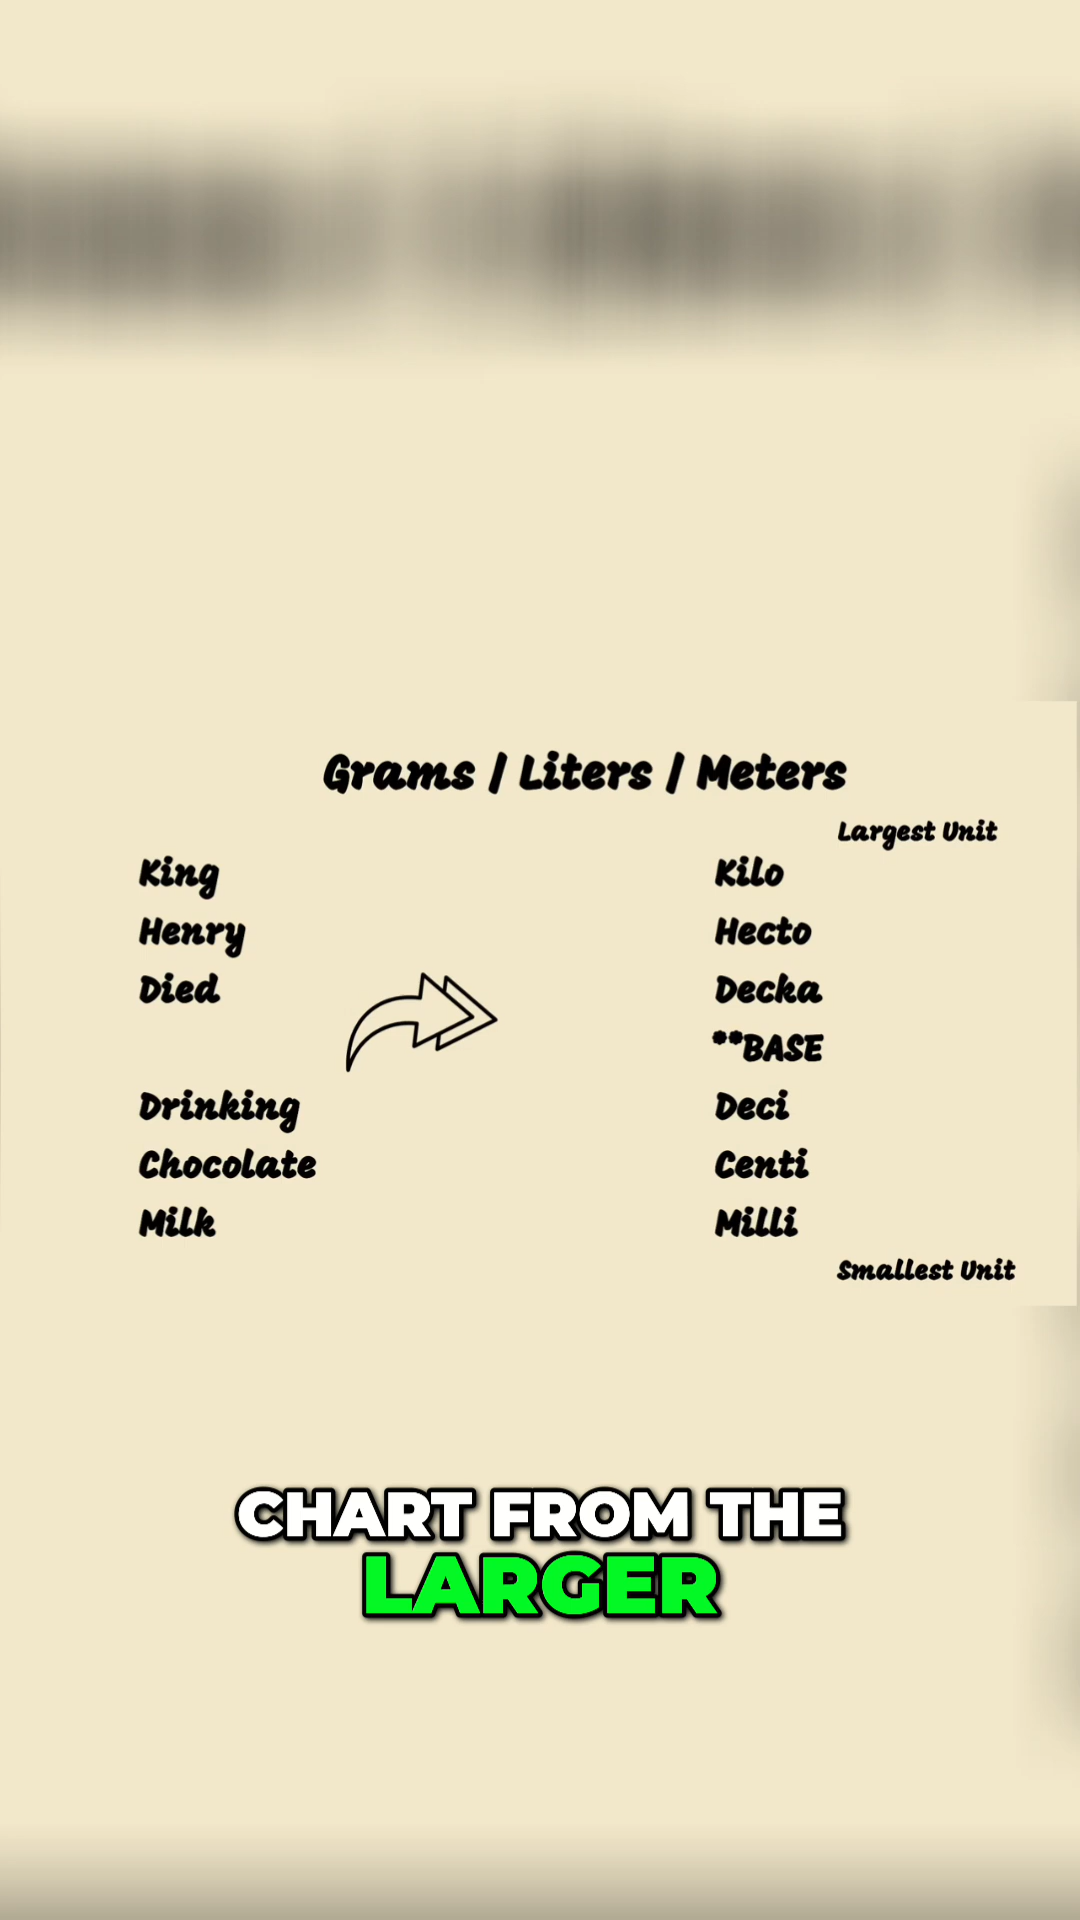 Grams / Liters / Meters
Largest Unit
King Kilo
Henry Hecto
Died Decka
**BASE
Drinking Deci
Chocolate Centi
Milk Milli
Smallest Unit
CHART FROM THE
LARGER